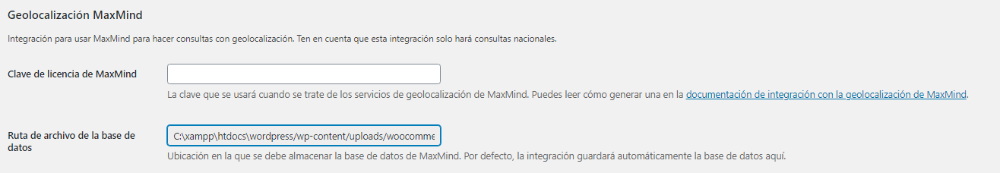 Geolocalización MaxMind
Integración para usar MaxMind para hacer consultas con geolocalización. Ten en cuenta que esta integración solo hará consultas nacionales.
Clave de licencia de MaxMind
La clave que se usará cuando se trate de los servicios de geolocalización de MaxMind. Puedes leer cómo generar una en la documentación de integración con la geolocalización de MaxMind.
Ruta de archivo de la base de
datos
C:\xampp\htdocs\wordpress/wp-content/uploads/woocomme
Ubicación en la que se debe almacenar la base de datos de MaxMind. Por defecto, la integración guardará automáticamente la base de datos aquí.